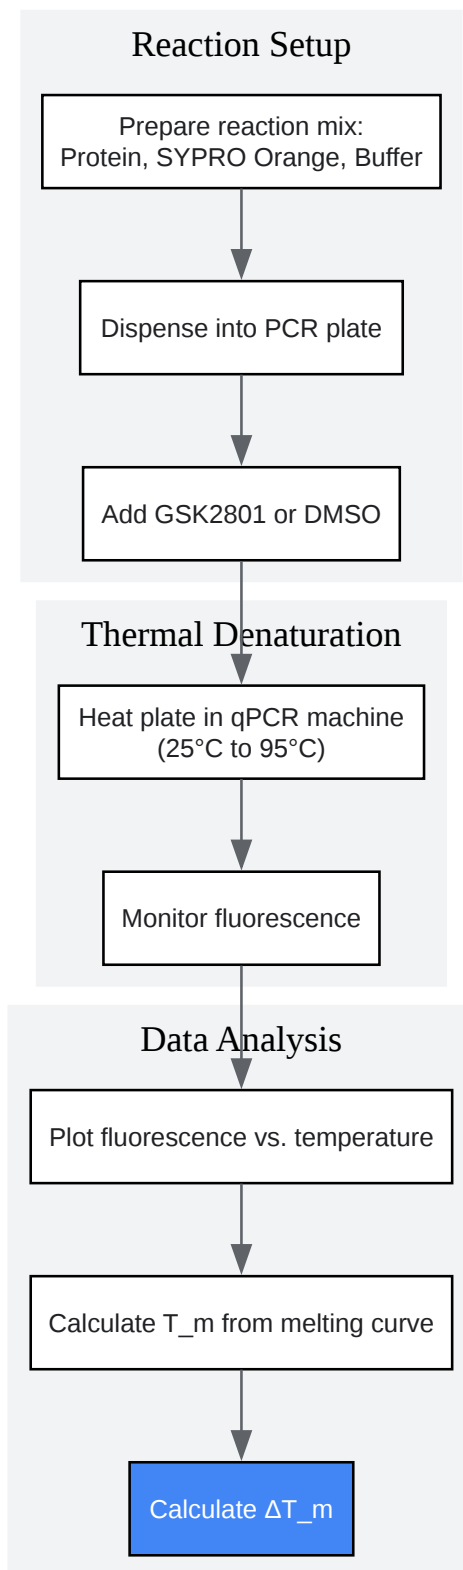 Reaction Setup
Prepare reaction mix:
Protein, SYPRO Orange, Buffer
Dispense into PCR plate
Add GSK2801 or DMSO
Thermal Denaturation
Heat plate in qPCR machine
(25°C to 95°C)
Monitor fluorescence
Data Analysis
Plot fluorescence vs. temperature
Calculate T_m from melting curve
Calculate ΔT_m